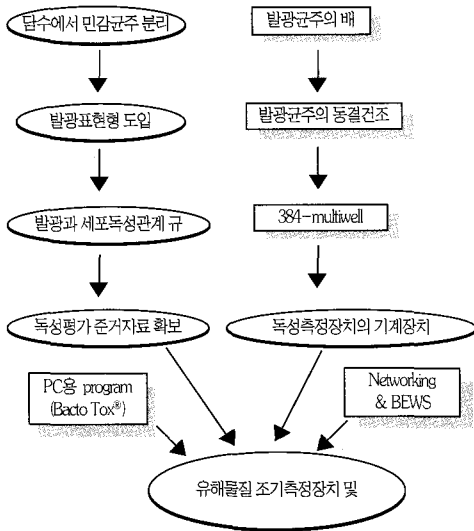 담수에서 민감균주 분리
발광표현형 도입
발광과 세포독성관계 규
독성평가 준거자료 확보
PC용 program
(Bacto Tox®)
발광균주의 배
발광균주의 동결건조
384-multiwell
독성측정장치의 기계장치
Networking
& BEWS
유해물질 조기측정장치 및